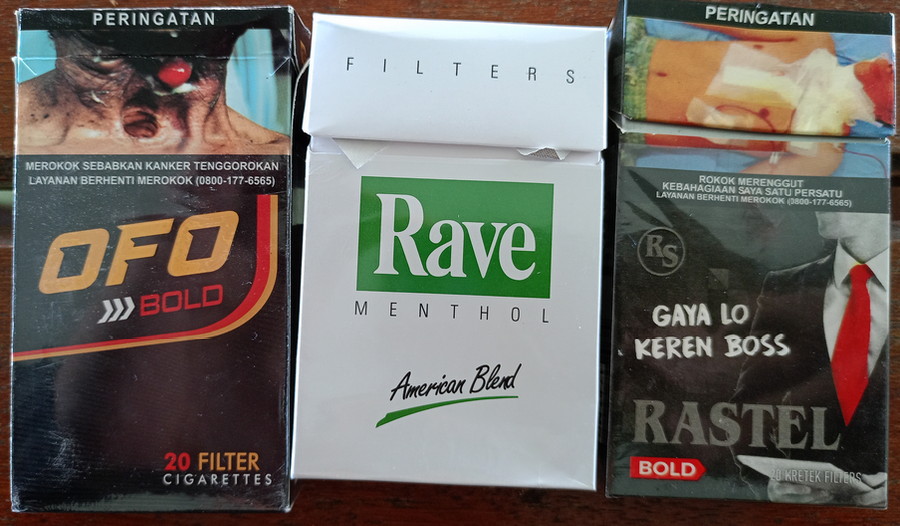 PERINGATAN
MEROKOK SEBABKAN KANKER TENGGOROKAN
LAYANAN BERHENTI MEROKOK (0800-177-6565)
OFO
BOLD
20 FILTER
CIGARETTES
FILTERS
Rave
MENTHOL
American Blend
PERINGATAN
ROKOK MERENGGUT
KEBAHAGIAAN SAYA SATU PERSATU
LAYANAN BERHENTI MEROKOK (0800-177-6565)
RS
GAYA LO
KEREN BOSS
RASTEL
BOLD
20 KRETEK FILTERS